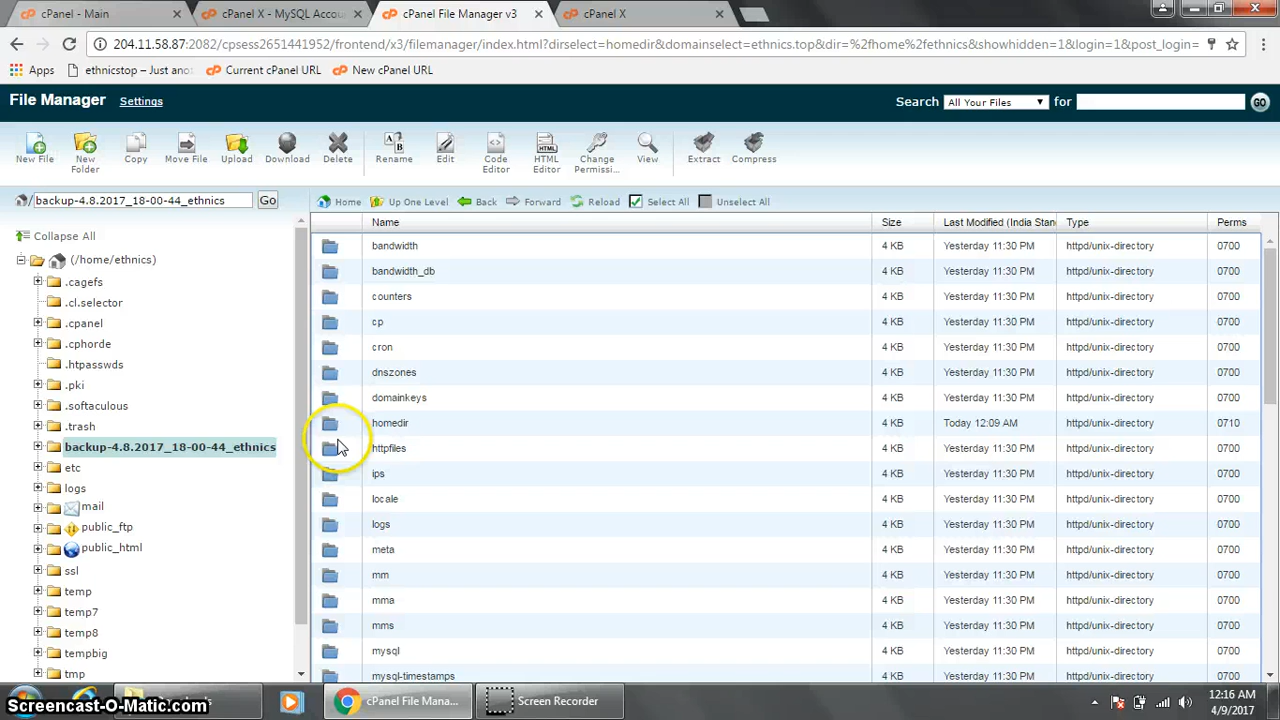 cPanel - Main
cPanel X - MySQL Accou
cPanel File Manager v3
cPanel X
204.11.58.87:2082/cpsess2651441952/frontend/x3/filemanager/index.html?dirselect=homedir&domainselect=ethnics.top&dir=%2fhome%2fethnics&showhidden=1&login=1&post_login=
Apps ethnicstop – Just ano Current cPanel URL New cPanel URL
File Manager Settings
Search All Your Files for GO
New File New Folder Copy Move File Upload Download Delete Rename Edit Code Editor HTML Editor Change Permissi... View Extract Compress
/ backup-4.8.2017_18-00-44_ethnics Go
Home Up One Level Back Forward Reload Select All Unselect All
Collapse All
(/home/ethnics)
.cagefs
.cl.selector
.cpanel
.cphorde
.htpasswds
.pki
.softaculous
.trash
backup-4.8.2017_18-00-44_ethnics
etc
logs
mail
public_ftp
public_html
ssl
temp
temp7
temp8
tempbig
tmp
Name Size Last Modified (India Stan Type Perms
bandwidth 4 KB Yesterday 11:30 PM httpd/unix-directory 0700
bandwidth_db 4 KB Yesterday 11:30 PM httpd/unix-directory 0700
counters 4 KB Yesterday 11:30 PM httpd/unix-directory 0700
cp 4 KB Yesterday 11:30 PM httpd/unix-directory 0700
cron 4 KB Yesterday 11:30 PM httpd/unix-directory 0700
dnszones 4 KB Yesterday 11:30 PM httpd/unix-directory 0700
domainkeys 4 KB Yesterday 11:30 PM httpd/unix-directory 0700
homedir 4 KB Today 12:09 AM httpd/unix-directory 0710
httpfiles 4 KB Yesterday 11:30 PM httpd/unix-directory 0700
ips 4 KB Yesterday 11:30 PM httpd/unix-directory 0700
locale 4 KB Yesterday 11:30 PM httpd/unix-directory 0700
logs 4 KB Yesterday 11:30 PM httpd/unix-directory 0700
meta 4 KB Yesterday 11:30 PM httpd/unix-directory 0700
mm 4 KB Yesterday 11:30 PM httpd/unix-directory 0700
mma 4 KB Yesterday 11:30 PM httpd/unix-directory 0700
mms 4 KB Yesterday 11:30 PM httpd/unix-directory 0700
mysql 4 KB Yesterday 11:30 PM httpd/unix-directory 0700
mysql-timestamps 4 KB Yesterday 11:30 PM httpd/unix-directory 0700
cPanel File Mana...
Screen Recorder
12:16 AM
4/9/2017
Screencast-O-Matic.com